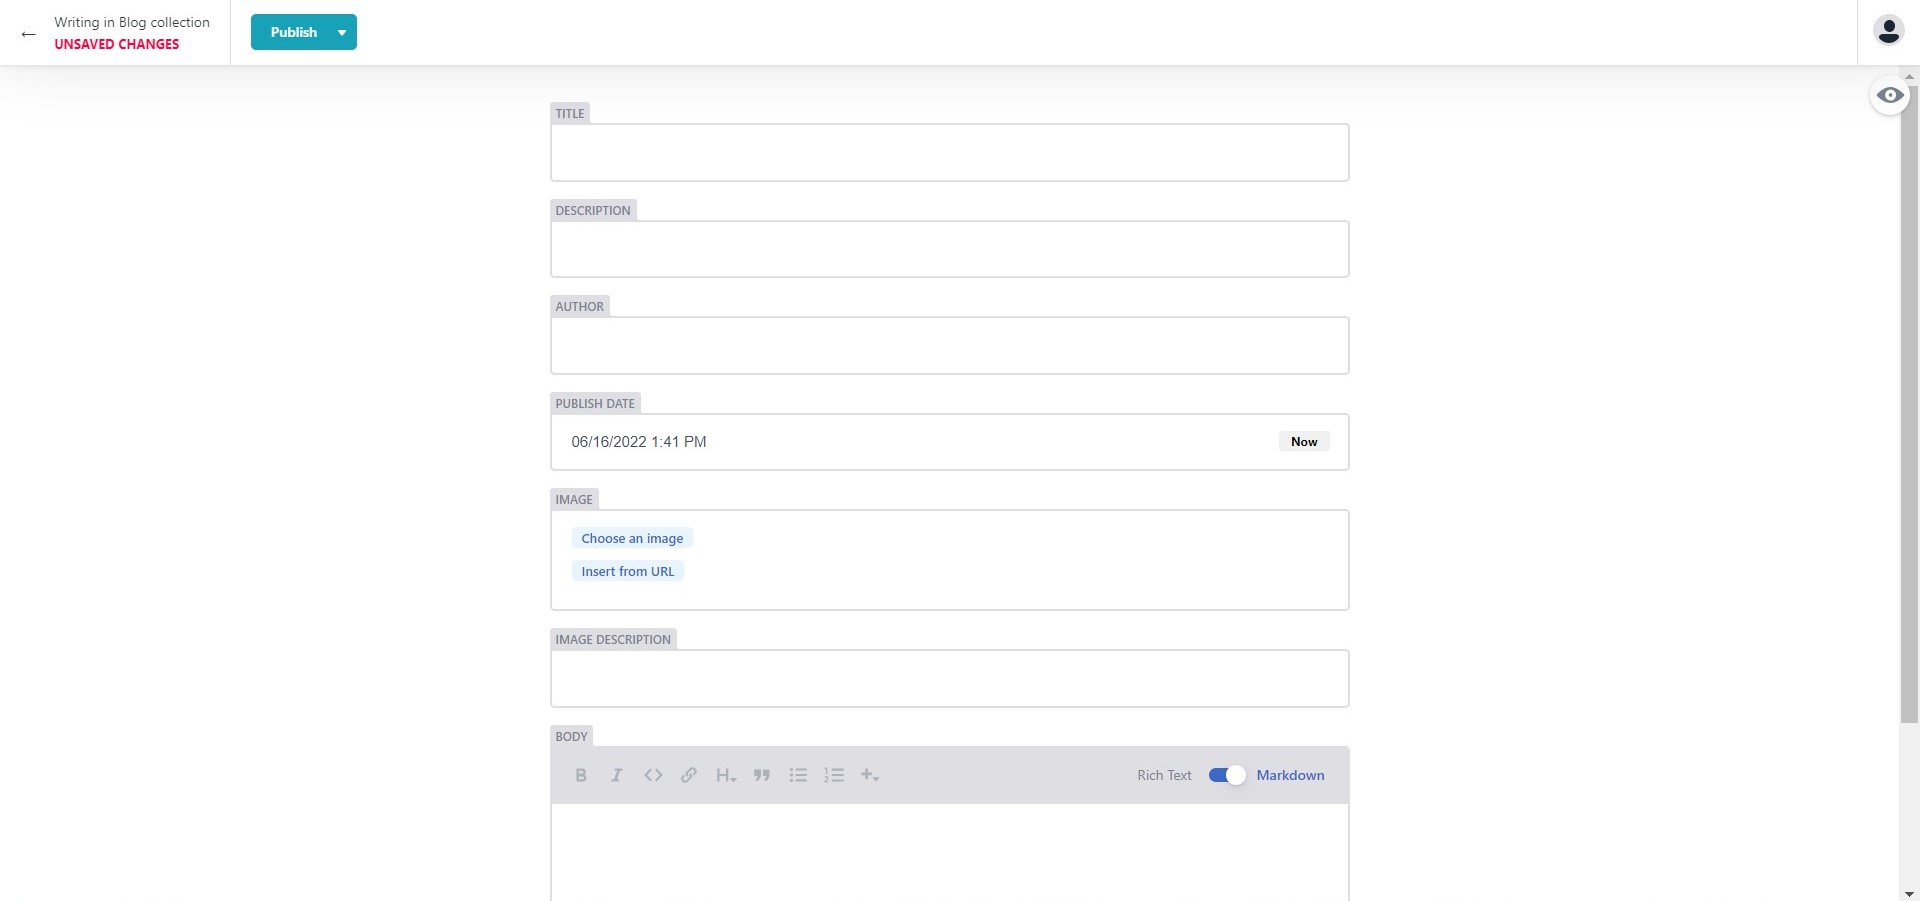 Writing in Blog collection
UNSAVED CHANGES
Publish
TITLE
DESCRIPTION
AUTHOR
PUBLISH DATE
06/16/2022 1:41 PM
Now
IMAGE
Choose an image
Insert from URL
IMAGE DESCRIPTION
BODY
Rich Text Markdown